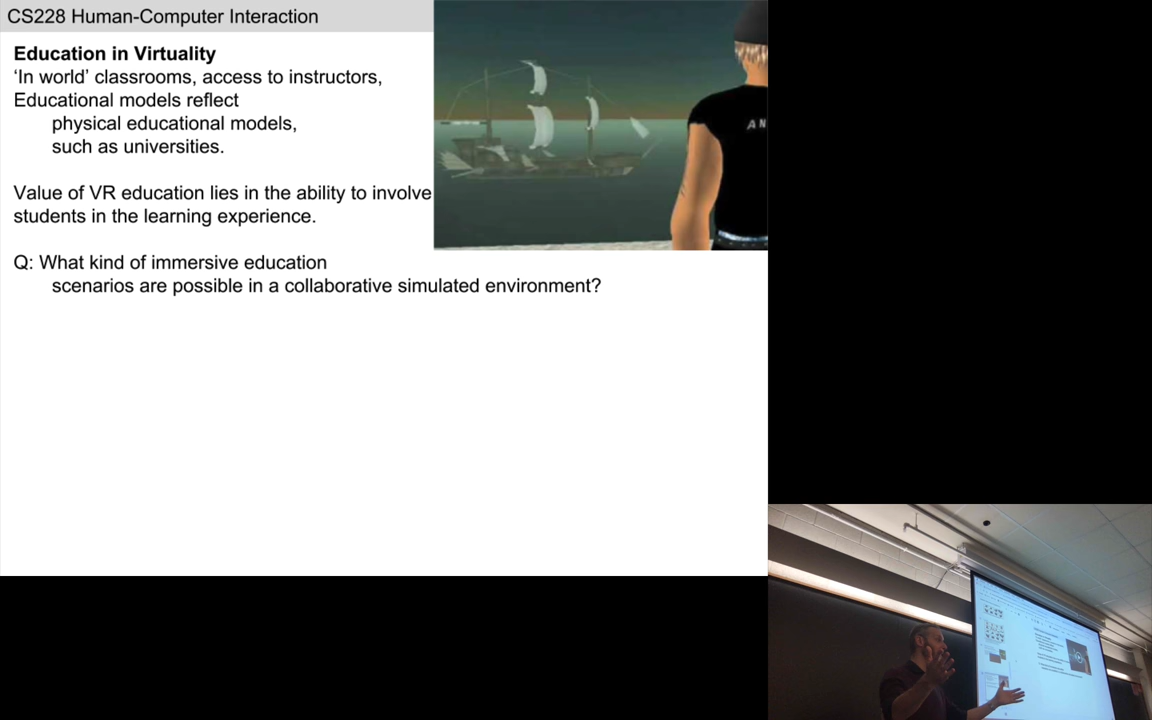 CS228 Human-Computer Interaction
Education in Virtuality
‘In world’ classrooms, access to instructors,
Educational models reflect
physical educational models,
such as universities.
Value of VR education lies in the ability to involve
students in the learning experience.
Q: What kind of immersive education
scenarios are possible in a collaborative simulated environment?
AN